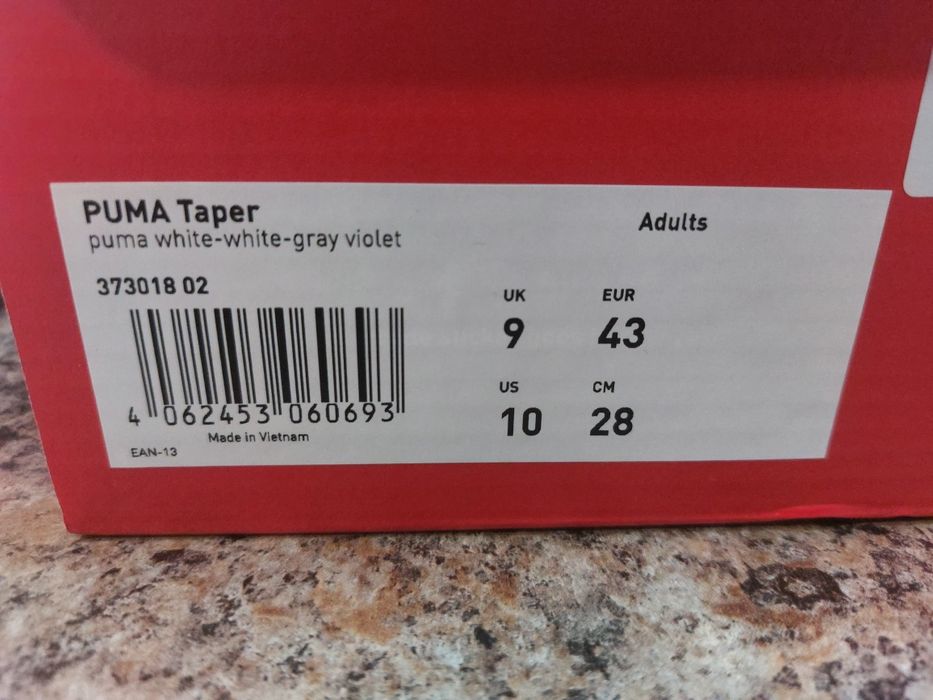 PUMA Taper
puma white-white-gray violet
Adults
373018 02
4 062453 060693
Made in Vietnam
EAN-13
UK EUR
9 43
US CM
10 28